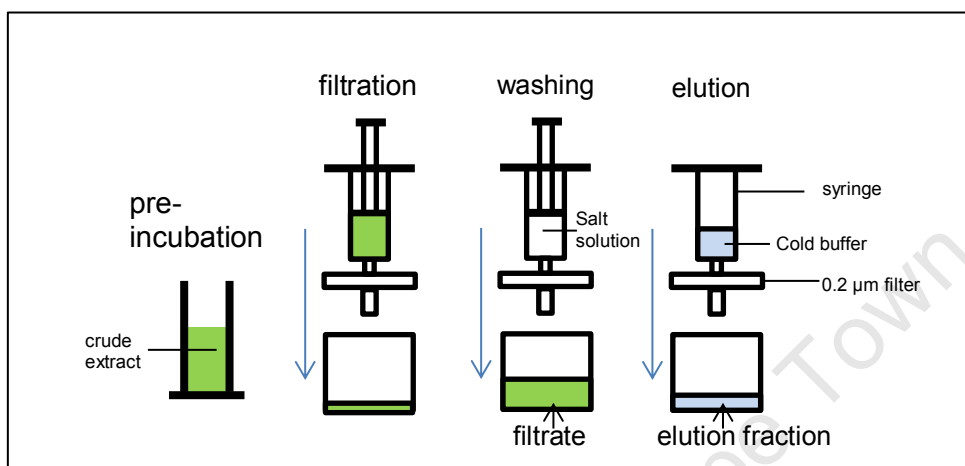 filtration
washing
elution
pre-
incubation
crude
extract
Salt
solution
syringe
Cold buffer
0.2 µm filter
filtrate
elution fraction
Town